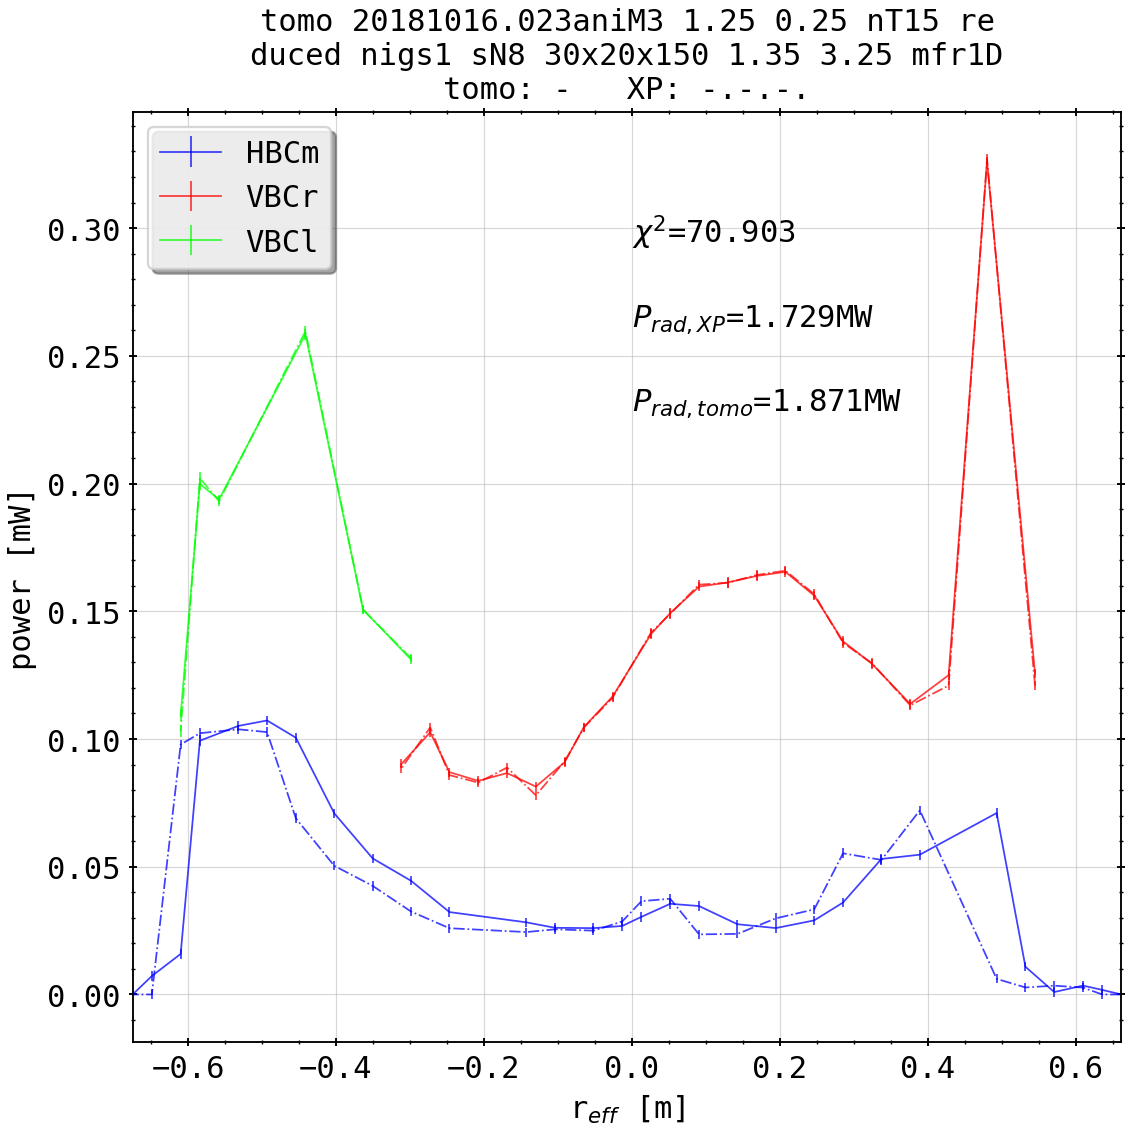 tomo 20181016.023aniM3 1.25 0.25 nT15 re
duced nigs1 sN8 30x20x150 1.35 3.25 mfr1D
tomo: -   XP: -.-.-.
HBCm
VBCr
VBCl
χ²=70.903
P_rad,XP=1.729MW
P_rad,tomo=1.871MW
power [mW]
0.30
0.25
0.20
0.15
0.10
0.05
0.00
−0.6 −0.4 −0.2 0.0 0.2 0.4 0.6
r_eff [m]